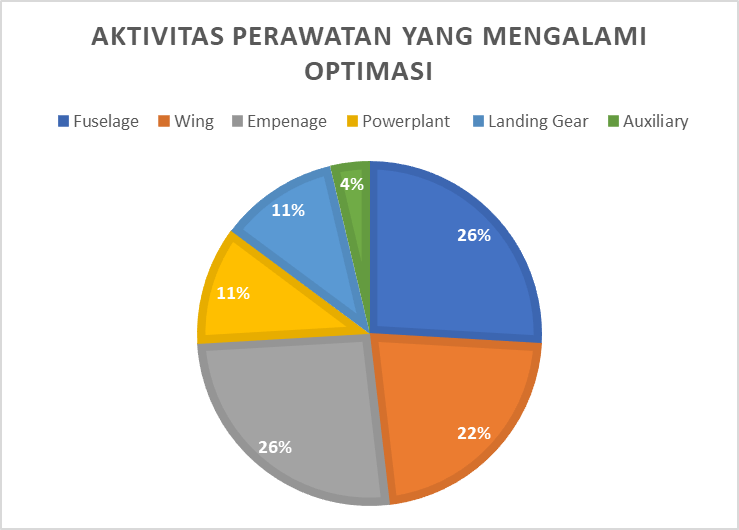 AKTIVITAS PERAWATAN YANG MENGALAMI
OPTIMASI
Fuselage Wing Empenage Powerplant Landing Gear Auxiliary
4%
26%
11%
11%
22%
26%